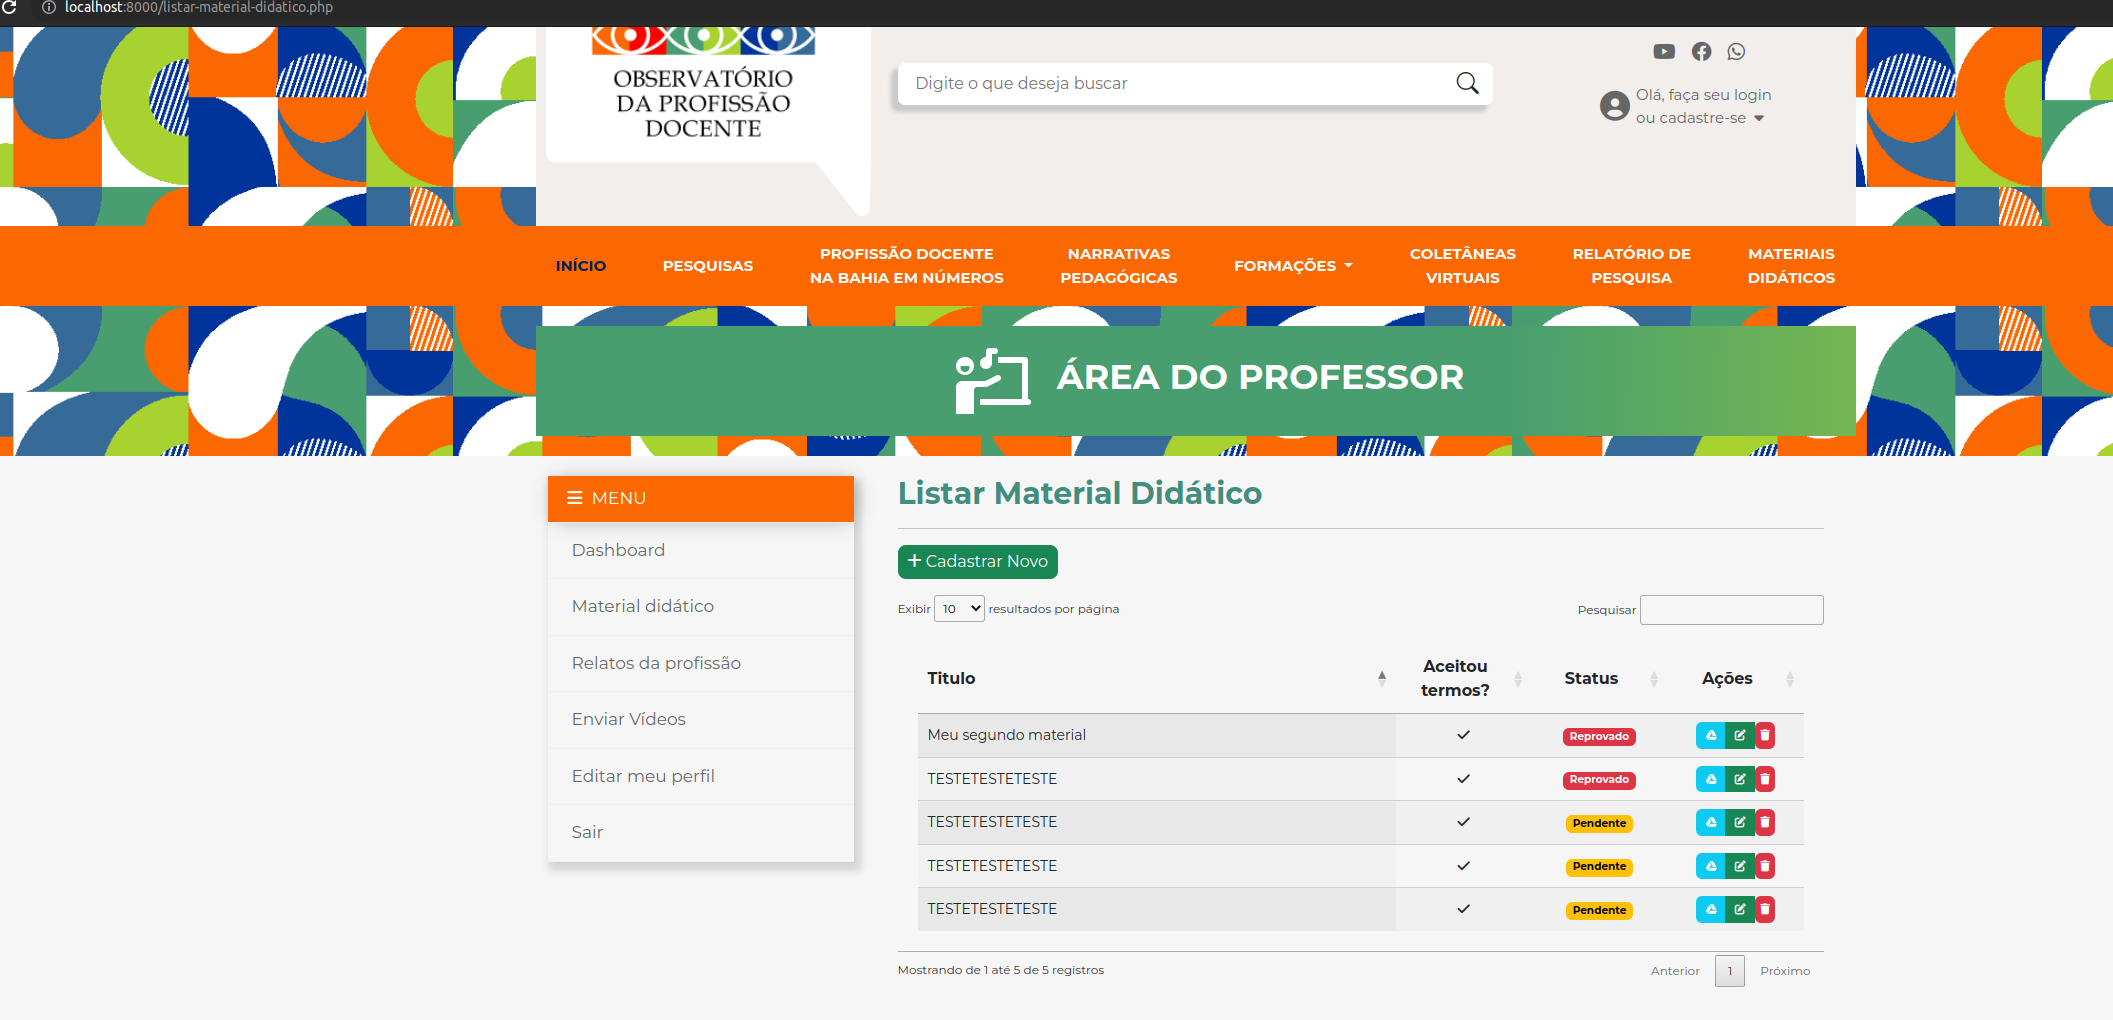 localhost:8000/listar-material-didatico.php
OBSERVATÓRIO
DA PROFISSÃO
DOCENTE
Digite o que deseja buscar
Olá, faça seu login
ou cadastre-se
INÍCIO
PESQUISAS
PROFISSÃO DOCENTE
NA BAHIA EM NÚMEROS
NARRATIVAS
PEDAGÓGICAS
FORMAÇÕES
COLETÂNEAS
VIRTUAIS
RELATÓRIO DE
PESQUISA
MATERIAIS
DIDÁTICOS
ÁREA DO PROFESSOR
MENU
Dashboard
Material didático
Relatos da profissão
Enviar Vídeos
Editar meu perfil
Sair
Listar Material Didático
Cadastrar Novo
Exibir 10 resultados por página
Pesquisar
Titulo
Aceitou
termos?
Status
Ações
Meu segundo material Reprovado
TESTETESTETESTE Reprovado
TESTETESTETESTE Pendente
TESTETESTETESTE Pendente
TESTETESTETESTE Pendente
Mostrando de 1 até 5 de 5 registros
Anterior 1 Próximo